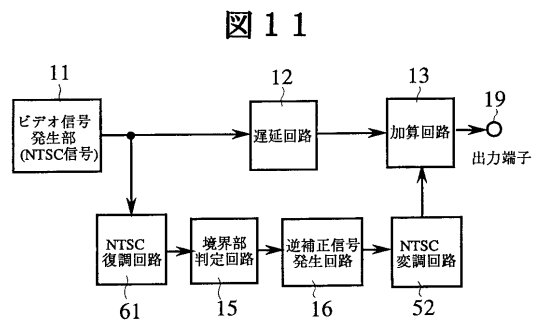 図１１
11
ビデオ信号
発生部
(NTSC信号)
12
遅延回路
13
加算回路
19
出力端子
NTSC
復調回路
61
境界部
判定回路
15
逆補正信号
発生回路
16
NTSC
変調回路
52